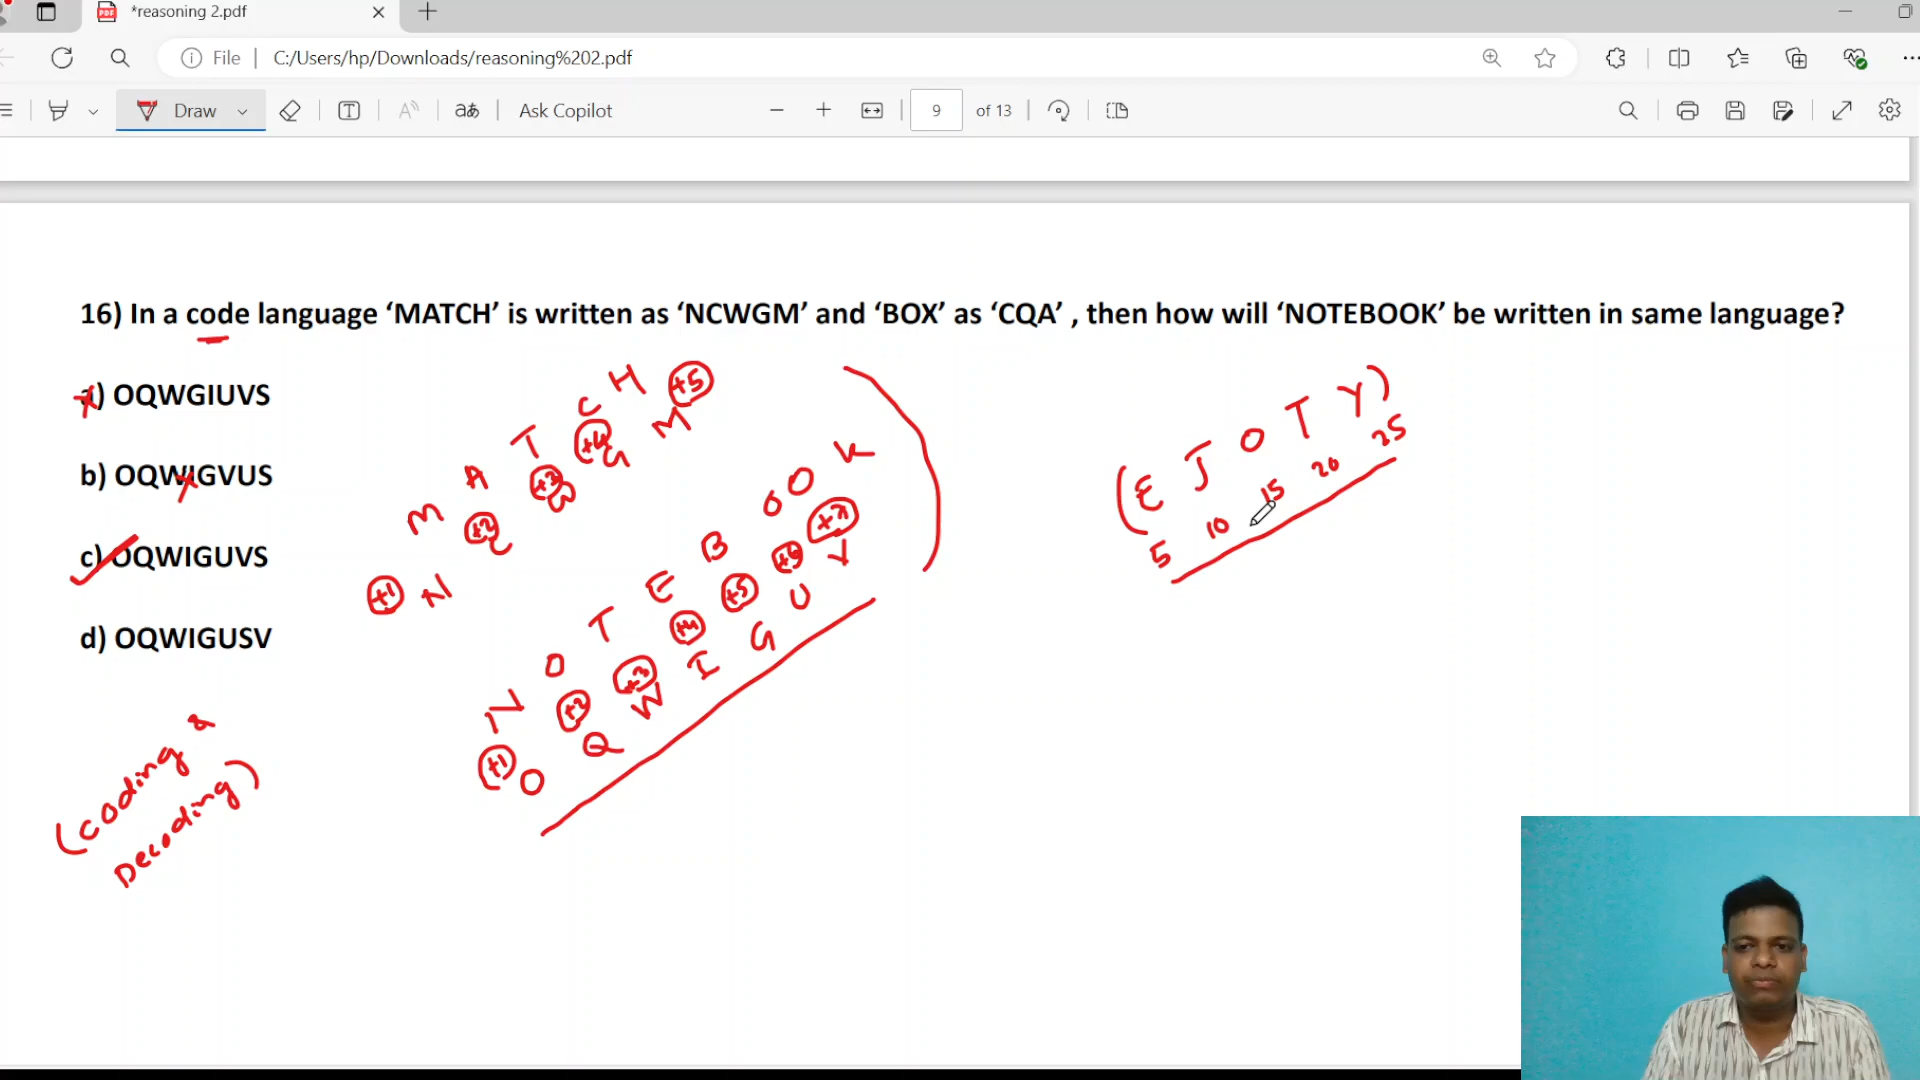 *reasoning 2.pdf
File C:/Users/hp/Downloads/reasoning%202.pdf
Draw Ask Copilot 9 of 13
16) In a code language ‘MATCH’ is written as ‘NCWGM’ and ‘BOX’ as ‘CQA’ , then how will ‘NOTEBOOK’ be written in same language?
a) OQWGIUVS
b) OQWIGVUS
c) OQWIGUVS
d) OQWIGUSV
M A T C H
+1 +2 +3 +4 +5
N C W G M
N O T E B O O K
+1 +2 +3 +4 +5 +7
O Q W I G U V
(E J O T Y)
5 10 15 20 25
(Coding &
Decoding)